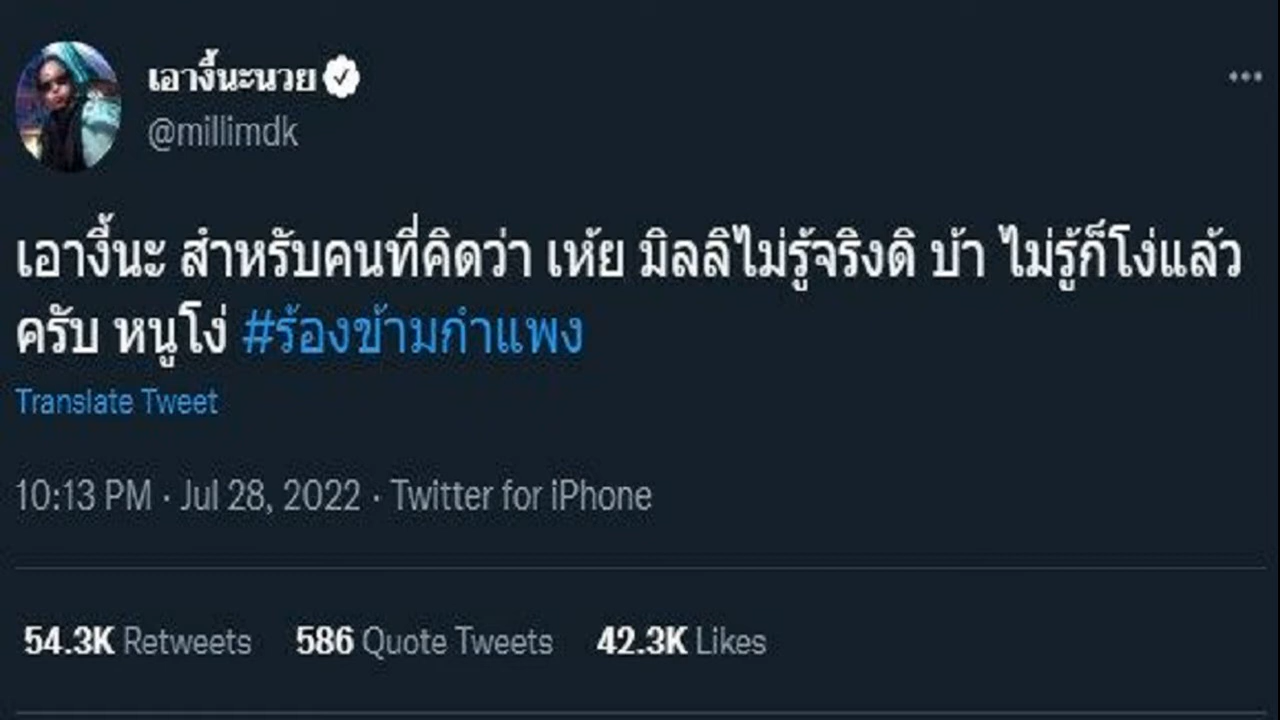 เอางี้นะนวย
@millimdk
เอางี้นะ สำหรับคนที่คิดว่า เห้ย มิลลิไม่รู้จริงดิ บ้า ไม่รู้ก็โง่แล้ว
ครับ หนูโง่ #ร้องข้ามกำแพง
Translate Tweet
10:13 PM · Jul 28, 2022 · Twitter for iPhone
54.3K Retweets 586 Quote Tweets 42.3K Likes